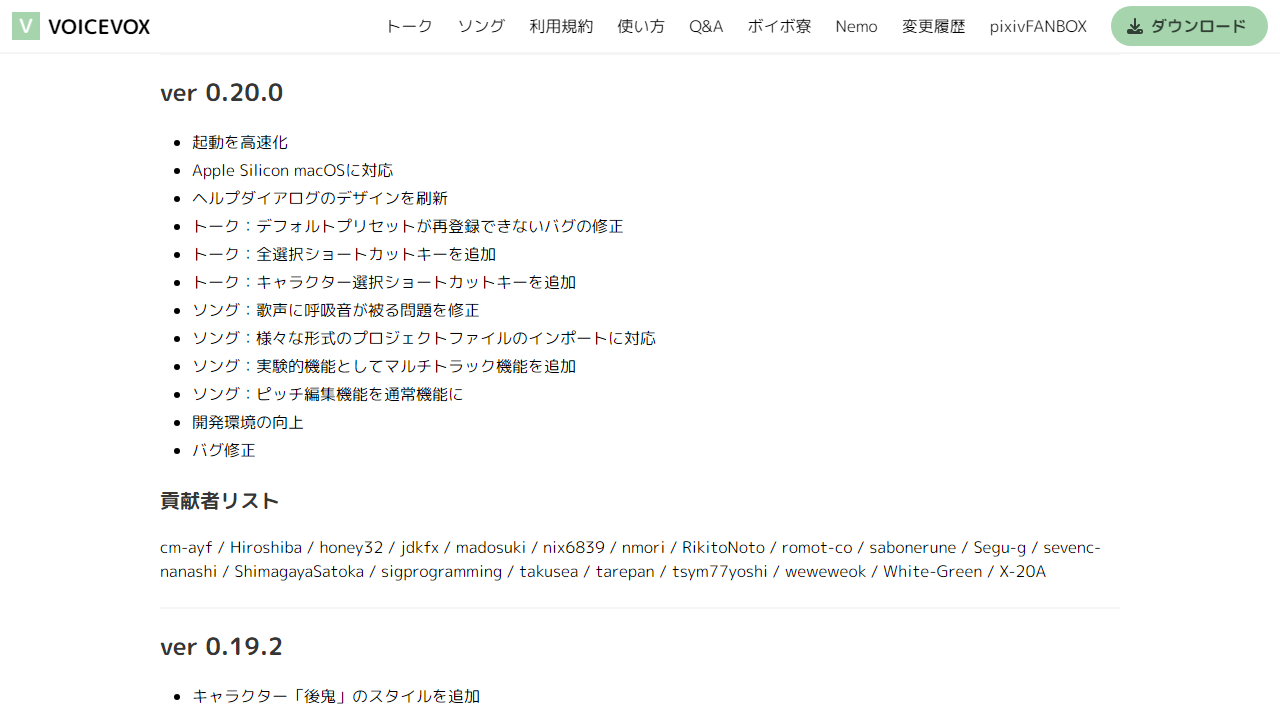 V VOICEVOX トーク ソング 利用規約 使い方 Q&A ボイボ寮 Nemo 変更履歴 pixivFANBOX ダウンロード
ver 0.20.0
起動を高速化
Apple Silicon macOSに対応
ヘルプダイアログのデザインを刷新
トーク：デフォルトプリセットが再登録できないバグの修正
トーク：全選択ショートカットキーを追加
トーク：キャラクター選択ショートカットキーを追加
ソング：歌声に呼吸音が被る問題を修正
ソング：様々な形式のプロジェクトファイルのインポートに対応
ソング：実験的機能としてマルチトラック機能を追加
ソング：ピッチ編集機能を通常機能に
開発環境の向上
バグ修正
貢献者リスト
cm-ayf / Hiroshiba / honey32 / jdkfx / madosuki / nix6839 / nmori / RikitoNoto / romot-co / sabonerune / Segu-g / sevenc-
nanashi / ShimagayaSatoka / sigprogramming / takusea / tarepan / tsym77yoshi / weweweok / White-Green / X-20A
ver 0.19.2
キャラクター「後鬼」のスタイルを追加